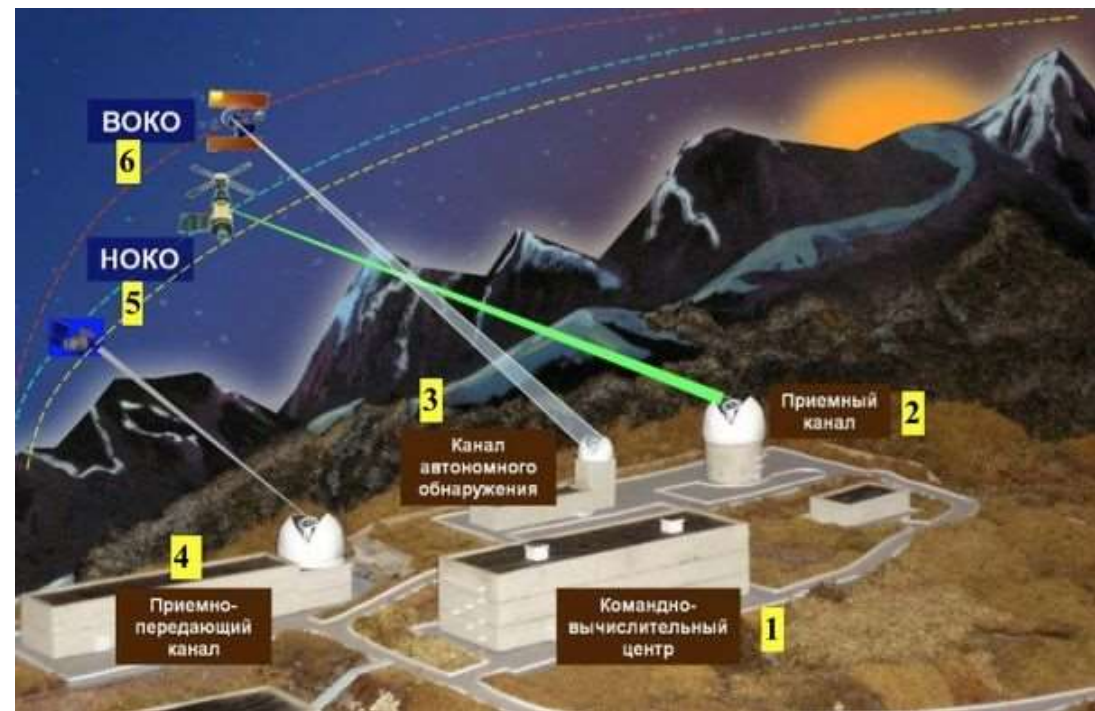 ВОКО
6
НОКО
5
3
Канал
автономного
обнаружения
Приемный
канал
2
4
Приемно-
передающий
канал
Командно-
вычислительный
центр
1